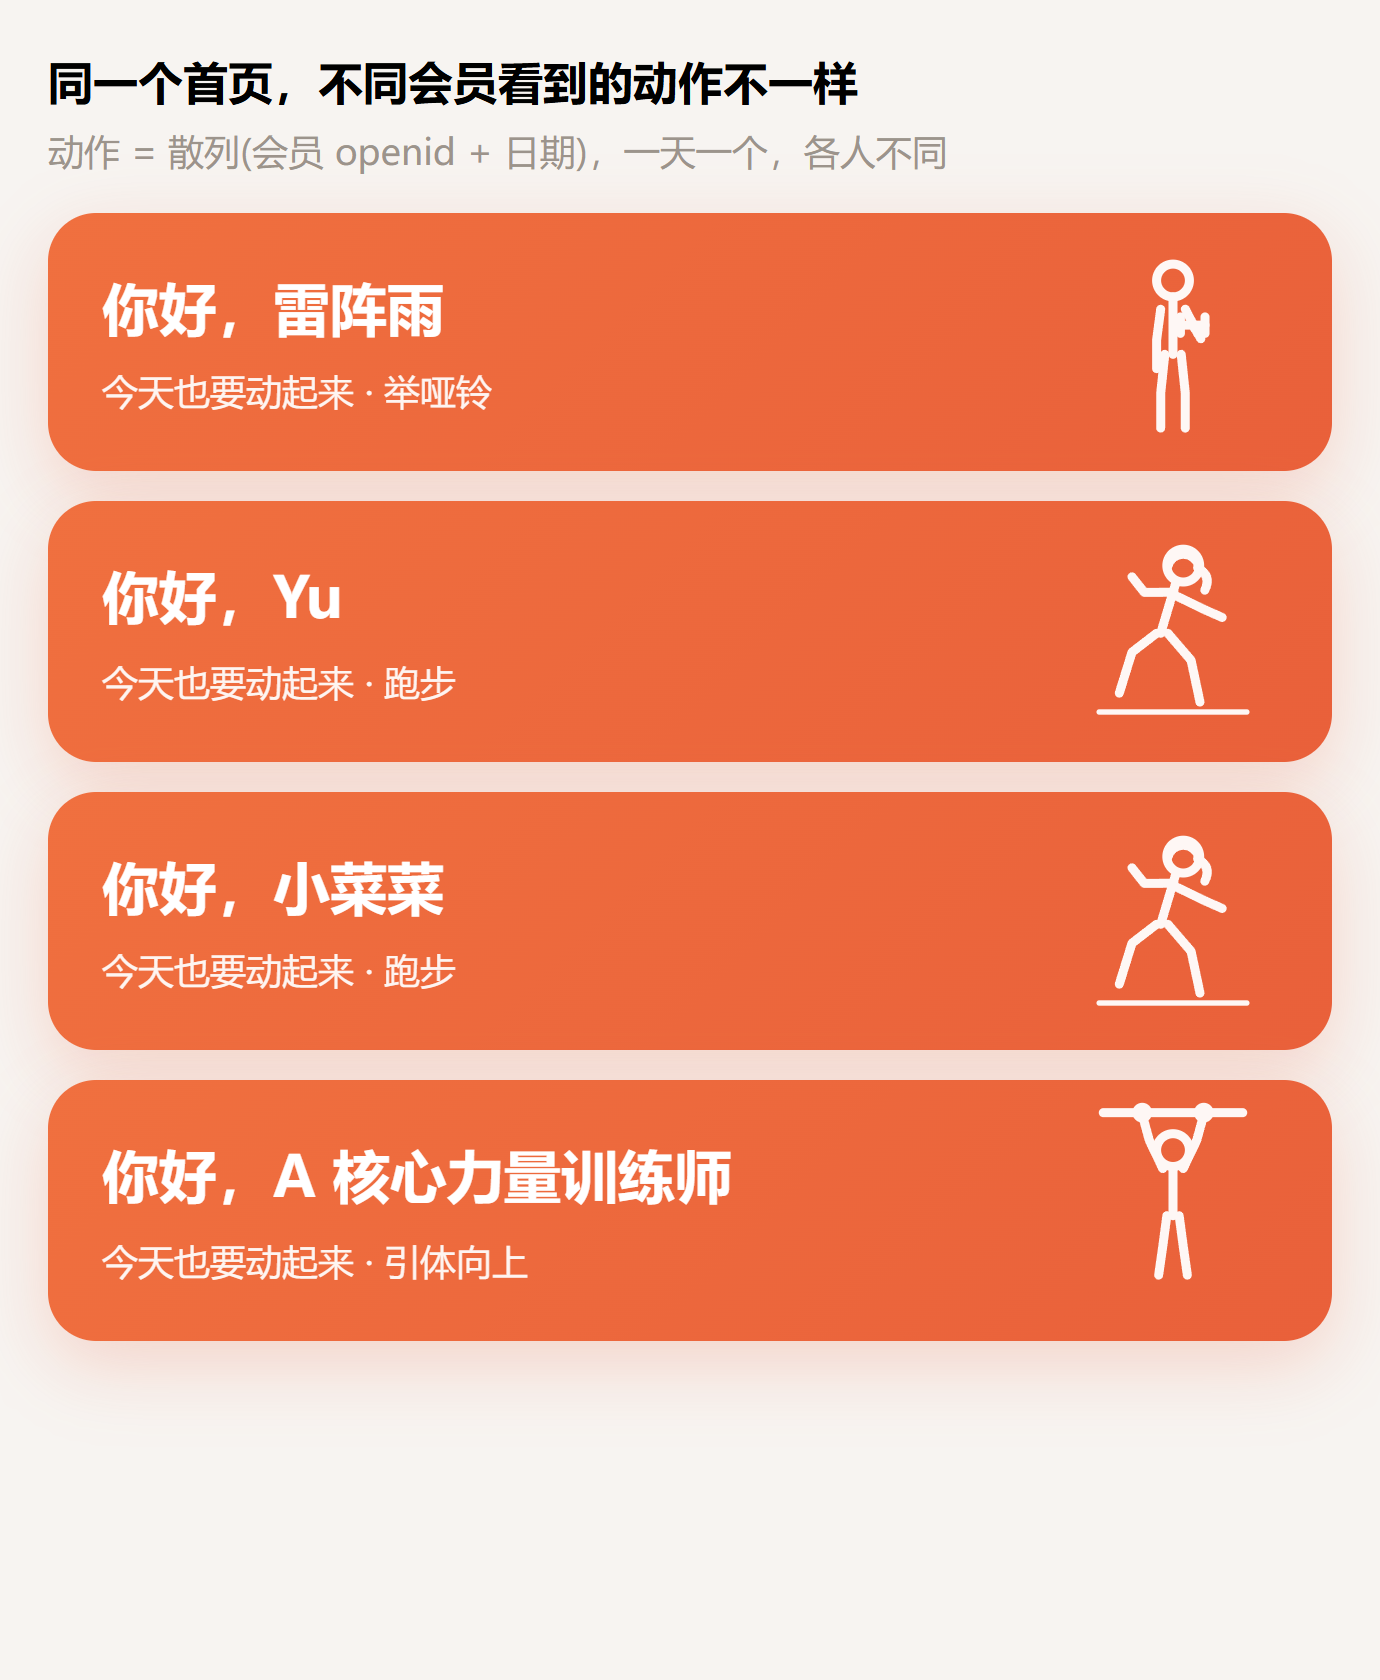 同一个首页，不同会员看到的动作不一样
动作 = 散列(会员 openid + 日期)，一天一个，各人不同
你好，雷阵雨
今天也要动起来 · 举哑铃
你好，Yu
今天也要动起来 · 跑步
你好，小菜菜
今天也要动起来 · 跑步
你好，A 核心力量训练师
今天也要动起来 · 引体向上